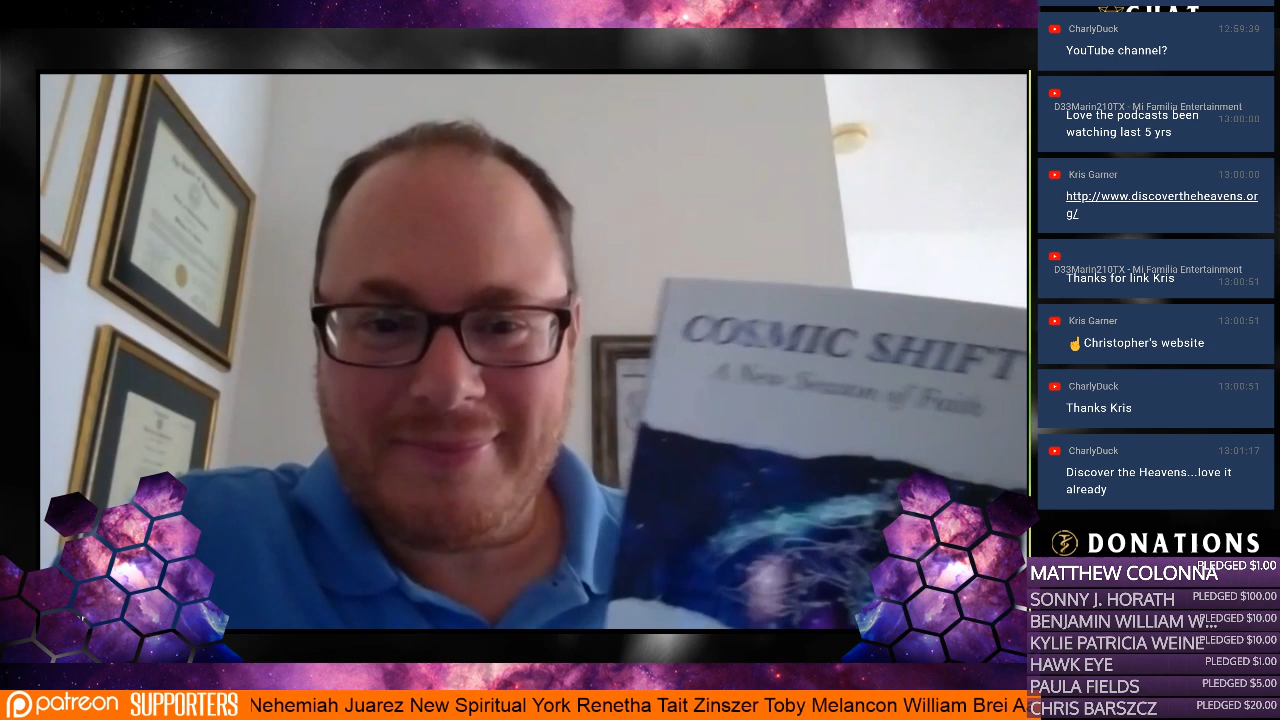 COSMIC SHIFT
A New Season of Faith
CHAT
CharlyDuck 12:59:39
YouTube channel?
D33Marin210TX - Mi Familia Entertainment
Love the podcasts been 13:00:00
watching last 5 yrs
Kris Garner 13:00:00
http://www.discovertheheavens.or
g/
D33Marin210TX - Mi Familia Entertainment
Thanks for link Kris 13:00:51
Kris Garner 13:00:51
☝Christopher's website
CharlyDuck 13:00:51
Thanks Kris
CharlyDuck 13:01:17
Discover the Heavens...love it
already
DONATIONS
MATTHEW COLONNA PLEDGED $1.00
SONNY J. HORATH PLEDGED $100.00
BENJAMIN WILLIAM W... PLEDGED $10.00
KYLIE PATRICIA WEINE PLEDGED $10.00
HAWK EYE PLEDGED $1.00
PAULA FIELDS PLEDGED $5.00
CHRIS BARSZCZ PLEDGED $20.00
patreon SUPPORTERS Nehemiah Juarez New Spiritual York Renetha Tait Zinszer Toby Melancon William Brei A